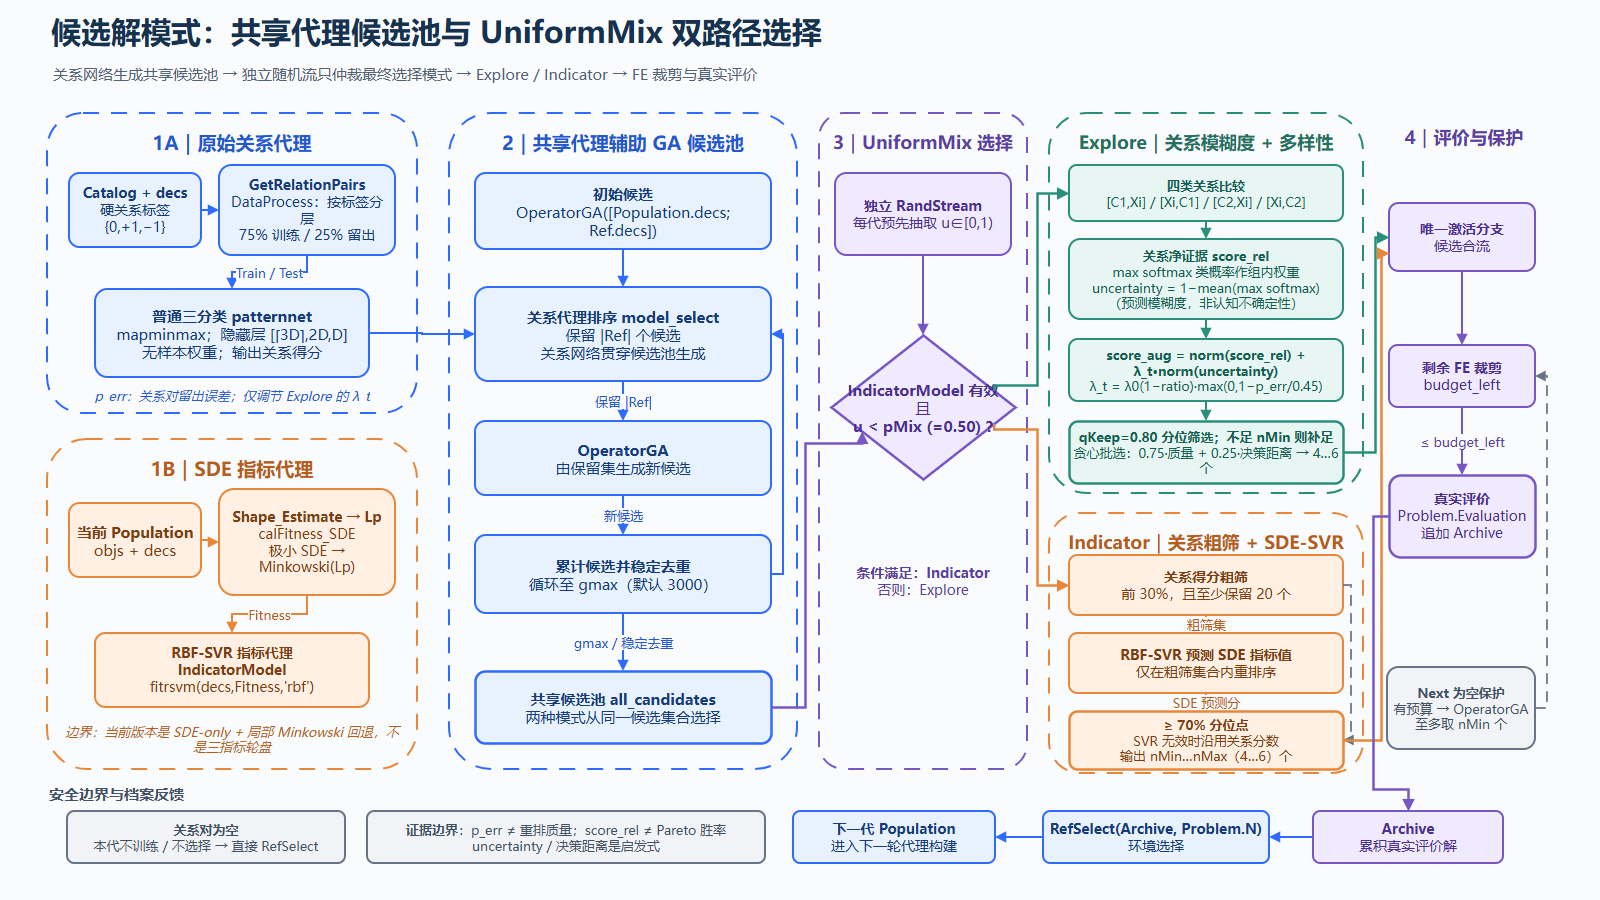 候选解模式：共享代理候选池与 UniformMix 双路径选择
关系网络生成共享候选池 → 独立随机流只仲裁最终选择模式 → Explore / Indicator → FE 裁剪与真实评价
1A｜原始关系代理
Catalog + decs
硬关系标签
{0,+1,−1}
GetRelationPairs
DataProcess：按标签分
层
75% 训练 / 25% 留出
Train / Test
普通三分类 patternnet
mapminmax；隐藏层 [⌈3D⌉,2D,D]
无样本权重；输出关系得分
p_err：关系对留出误差；仅调节 Explore 的 λ_t
1B｜SDE 指标代理
当前 Population
objs + decs
Shape_Estimate → Lp
calFitness_SDE
极小 SDE →
Minkowski(Lp)
Fitness
RBF-SVR 指标代理
IndicatorModel
fitrsvm(decs,Fitness,'rbf')
边界：当前版本是 SDE-only + 局部 Minkowski 回退，不
是三指标轮盘
2｜共享代理辅助 GA 候选池
初始候选
OperatorGA([Population.decs;
Ref.decs])
关系代理排序 model_select
保留 |Ref| 个候选
关系网络贯穿候选池生成
保留 |Ref|
OperatorGA
由保留集生成新候选
新候选
累计候选并稳定去重
循环至 gmax（默认 3000）
gmax / 稳定去重
共享候选池 all_candidates
两种模式从同一候选集合选择
3｜UniformMix 选择
独立 RandStream
每代预先抽取 u∈[0,1)
IndicatorModel 有效
且
u < pMix (=0.50) ?
条件满足：Indicator
否则：Explore
Explore｜关系模糊度 + 多样性
四类关系比较
[C1,Xi] / [Xi,C1] / [C2,Xi] / [Xi,C2]
关系净证据 score_rel
max softmax 类概率作组内权重
uncertainty = 1−mean(max softmax)
（预测模糊度，非认知不确定性）
score_aug = norm(score_rel) +
λ_t·norm(uncertainty)
λ_t = λ0(1−ratio)·max(0,1−p_err/0.45)
qKeep=0.80 分位筛选；不足 nMin 则补足
贪心批选：0.75·质量 + 0.25·决策距离 → 4…6
个
Indicator｜关系粗筛 + SDE-SVR
关系得分粗筛
前 30%，且至少保留 20 个
粗筛集
RBF-SVR 预测 SDE 指标值
仅在粗筛集合内重排序
SDE 预测分
≥ 70% 分位点
SVR 无效时沿用关系分数
输出 nMin…nMax（4…6）个
4｜评价与保护
唯一激活分支
候选合流
剩余 FE 裁剪
budget_left
≤ budget_left
真实评价
Problem.Evaluation
追加 Archive
Next 为空保护
有预算 → OperatorGA
至多取 nMin 个
安全边界与档案反馈
关系对为空
本代不训练 / 不选择 → 直接 RefSelect
证据边界：p_err ≠ 重排质量；score_rel ≠ Pareto 胜率
uncertainty / 决策距离是启发式
下一代 Population
进入下一轮代理构建
RefSelect(Archive, Problem.N)
环境选择
Archive
累积真实评价解